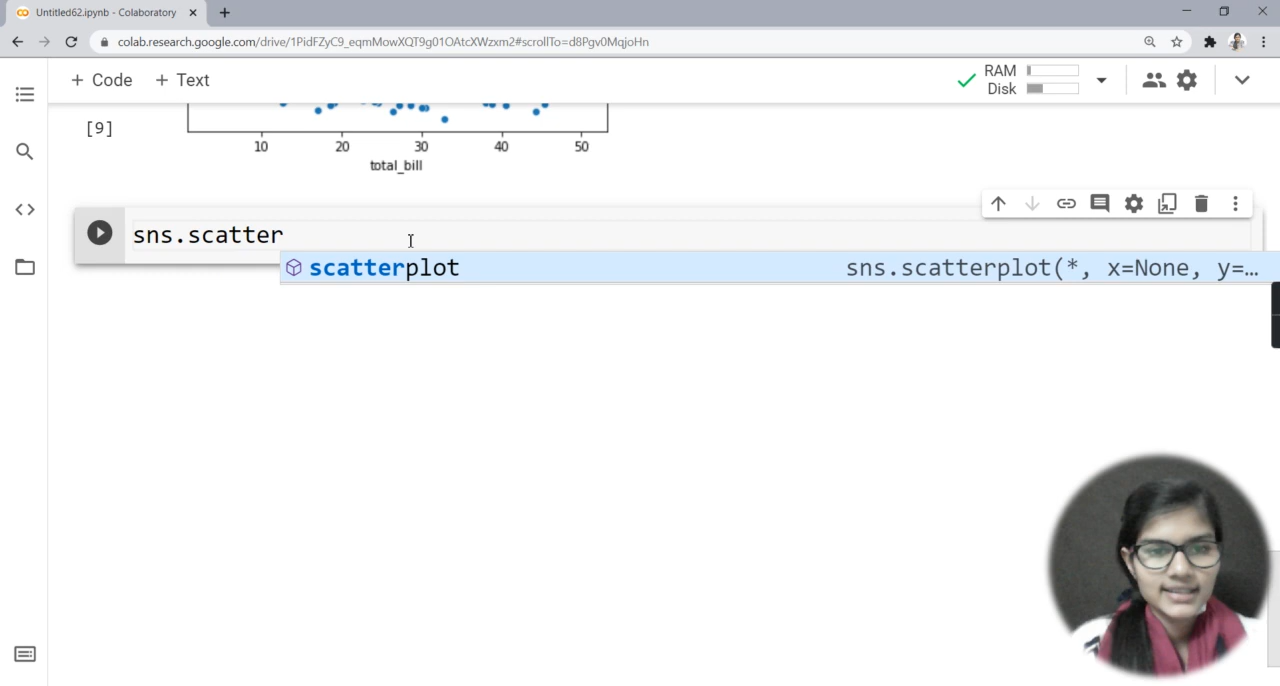 Untitled62.ipynb - Colaboratory
colab.research.google.com/drive/1PidFZyC9_eqmMowXQT9g01OAtcXWzxm2#scrollTo=d8Pgv0MqjoHn
+ Code + Text
RAM
Disk
[9]
10 20 30 40 50
total_bill
sns.scatter
scatterplot sns.scatterplot(*, x=None, y=…